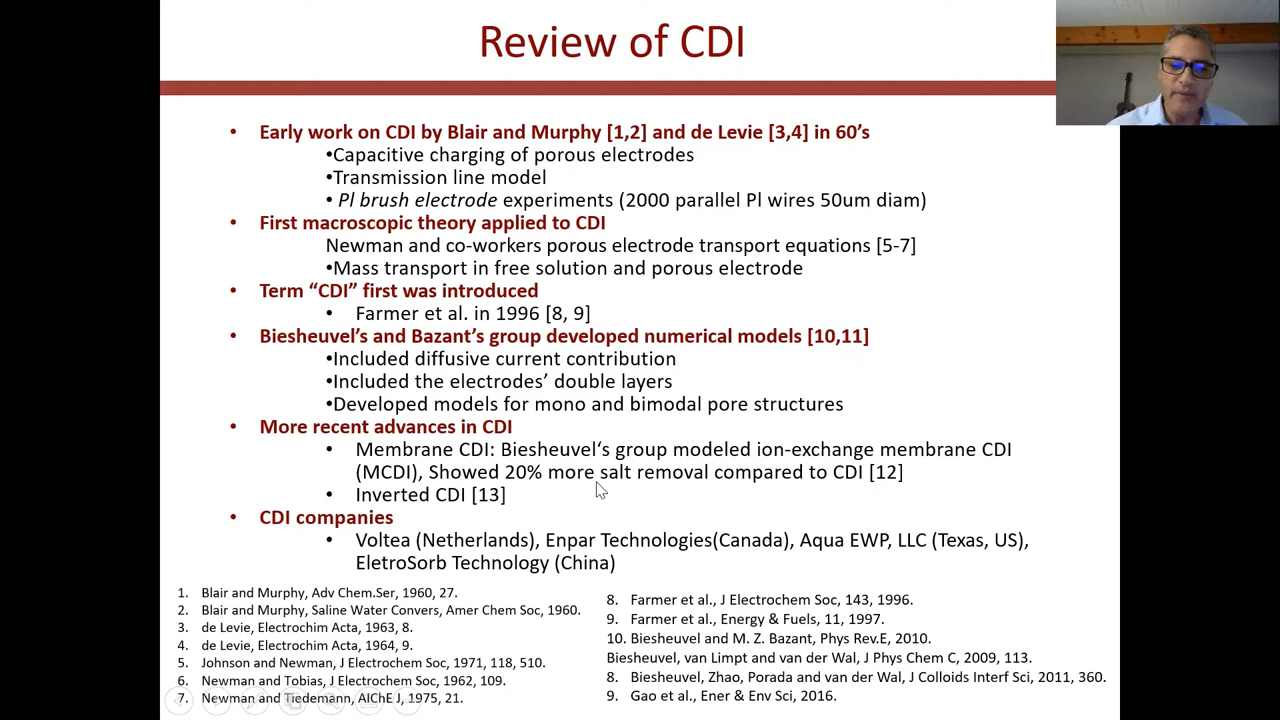 Review of CDI
• Early work on CDI by Blair and Murphy [1,2] and de Levie [3,4] in 60’s
•Capacitive charging of porous electrodes
•Transmission line model
• Pl brush electrode experiments (2000 parallel Pl wires 50um diam)
• First macroscopic theory applied to CDI
Newman and co-workers porous electrode transport equations [5-7]
•Mass transport in free solution and porous electrode
• Term “CDI” first was introduced
• Farmer et al. in 1996 [8, 9]
• Biesheuvel’s and Bazant’s group developed numerical models [10,11]
•Included diffusive current contribution
•Included the electrodes’ double layers
•Developed models for mono and bimodal pore structures
• More recent advances in CDI
• Membrane CDI: Biesheuvel‘s group modeled ion-exchange membrane CDI
(MCDI), Showed 20% more salt removal compared to CDI [12]
• Inverted CDI [13]
• CDI companies
• Voltea (Netherlands), Enpar Technologies(Canada), Aqua EWP, LLC (Texas, US),
EletroSorb Technology (China)
1. Blair and Murphy, Adv Chem.Ser, 1960, 27.
2. Blair and Murphy, Saline Water Convers, Amer Chem Soc, 1960.
3. de Levie, Electrochim Acta, 1963, 8.
4. de Levie, Electrochim Acta, 1964, 9.
5. Johnson and Newman, J Electrochem Soc, 1971, 118, 510.
6. Newman and Tobias, J Electrochem Soc, 1962, 109.
7. Newman and Tiedemann, AIChE J, 1975, 21.
8. Farmer et al., J Electrochem Soc, 143, 1996.
9. Farmer et al., Energy & Fuels, 11, 1997.
10. Biesheuvel and M. Z. Bazant, Phys Rev.E, 2010.
Biesheuvel, van Limpt and van der Wal, J Phys Chem C, 2009, 113.
8. Biesheuvel, Zhao, Porada and van der Wal, J Colloids Interf Sci, 2011, 360.
9. Gao et al., Ener & Env Sci, 2016.